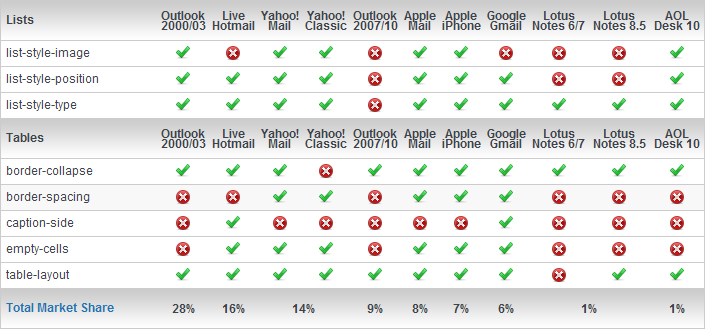 Lists Outlook 2000/03 Live Hotmail Yahoo! Mail Yahoo! Classic Outlook 2007/10 Apple Mail Apple iPhone Google Gmail Lotus Notes 6/7 Lotus Notes 8.5 AOL Desk 10
list-style-image
list-style-position
list-style-type
Tables Outlook 2000/03 Live Hotmail Yahoo! Mail Yahoo! Classic Outlook 2007/10 Apple Mail Apple iPhone Google Gmail Lotus Notes 6/7 Lotus Notes 8.5 AOL Desk 10
border-collapse
border-spacing
caption-side
empty-cells
table-layout
Total Market Share 28% 16% 14% 9% 8% 7% 6% 1% 1%